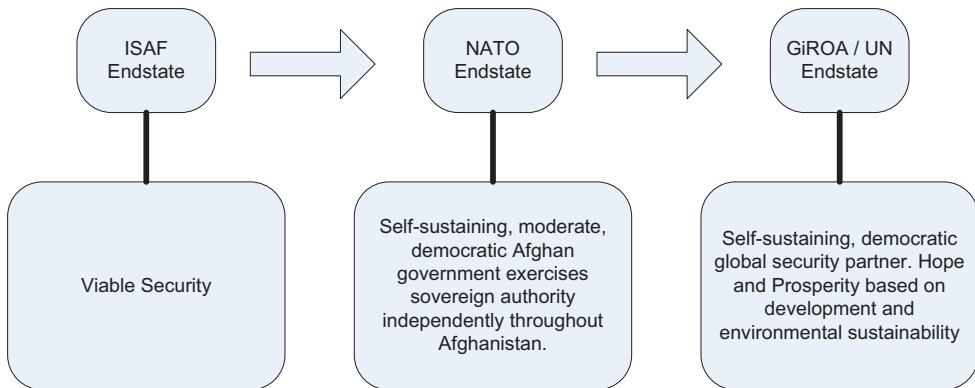 ISAF
Endstate
NATO
Endstate
GiROA / UN
Endstate
Viable Security
Self-sustaining, moderate,
democratic Afghan
government exercises
sovereign authority
independently throughout
Afghanistan.
Self-sustaining, democratic
global security partner. Hope
and Prosperity based on
development and
environmental sustainability